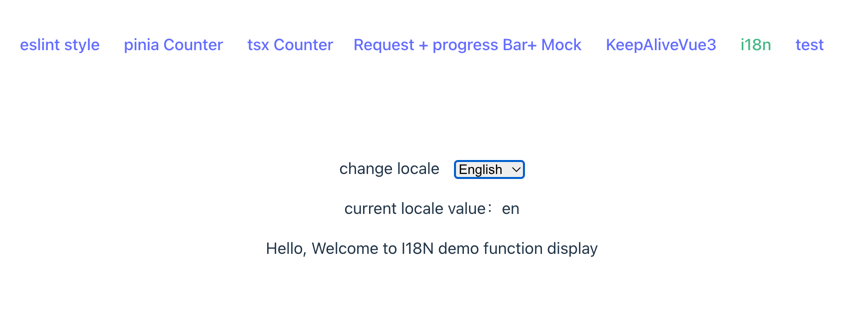 eslint style pinia Counter tsx Counter Request + progress Bar+ Mock KeepAliveVue3 i18n test
change locale English
current locale value：en
Hello, Welcome to I18N demo function display